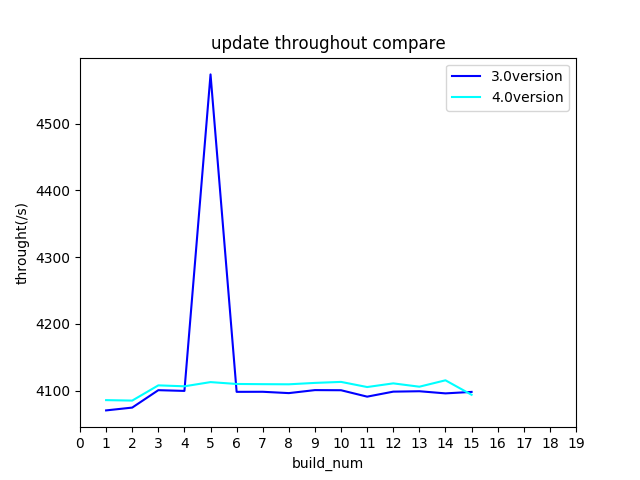 update throughout compare
3.0version
4.0version
throught(/s)
4500
4400
4300
4200
4100
0 1 2 3 4 5 6 7 8 9 10 11 12 13 14 15 16 17 18 19
build_num